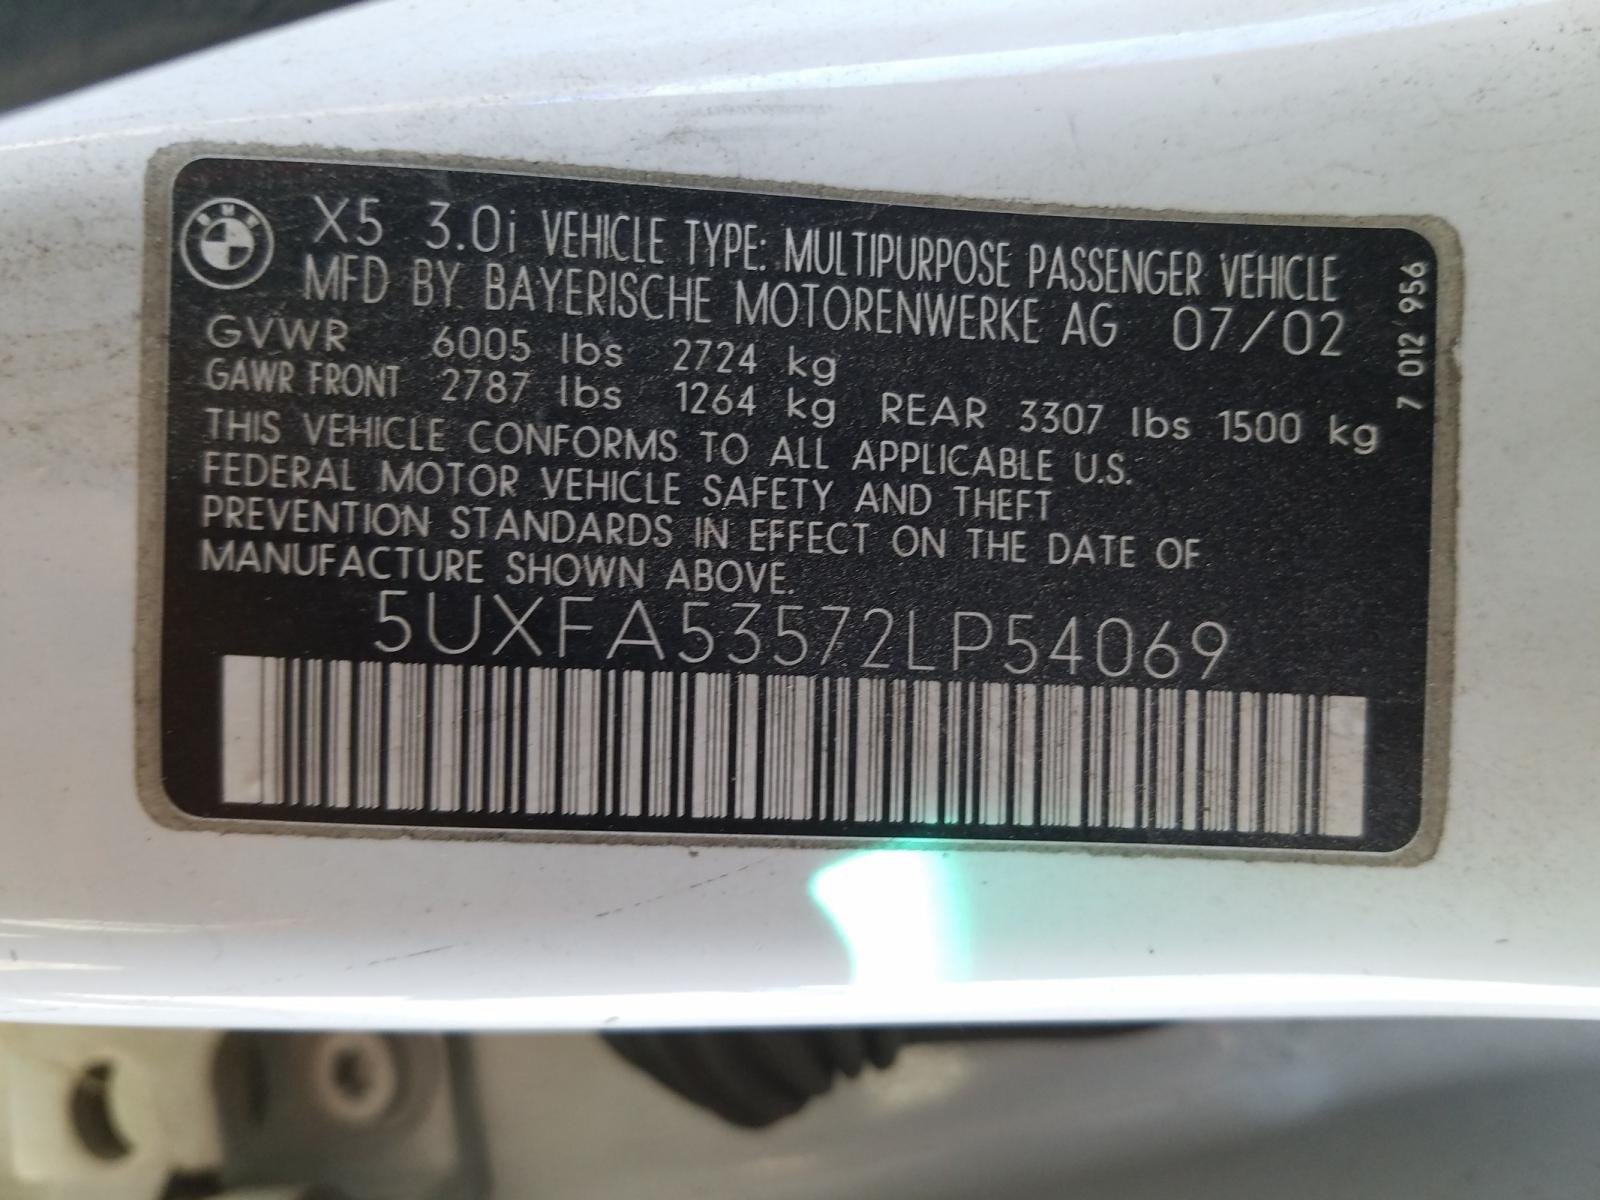 BMW
X5 3.0i VEHICLE TYPE: MULTIPURPOSE PASSENGER VEHICLE
MFD BY BAYERISCHE MOTORENWERKE AG 07/02
GVWR 6005 lbs 2724 kg
GAWR FRONT 2787 lbs 1264 kg REAR 3307 lbs 1500 kg
THIS VEHICLE CONFORMS TO ALL APPLICABLE U.S.
FEDERAL MOTOR VEHICLE SAFETY AND THEFT
PREVENTION STANDARDS IN EFFECT ON THE DATE OF
MANUFACTURE SHOWN ABOVE.
5UXFA53572LP54069
7 012 956